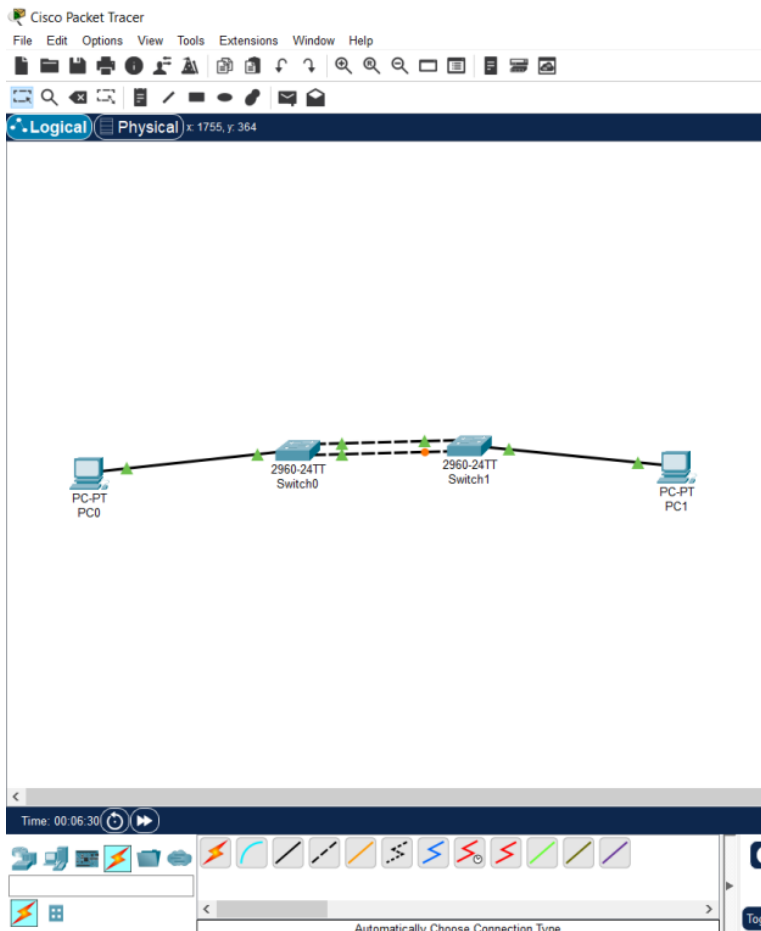 Cisco Packet Tracer
File Edit Options View Tools Extensions Window Help
Logical Physical x: 1755, y: 364
2960-24TT
Switch0
2960-24TT
Switch1
PC-PT
PC0
PC-PT
PC1
Time: 00:06:30
Automatically Choose Connection Type